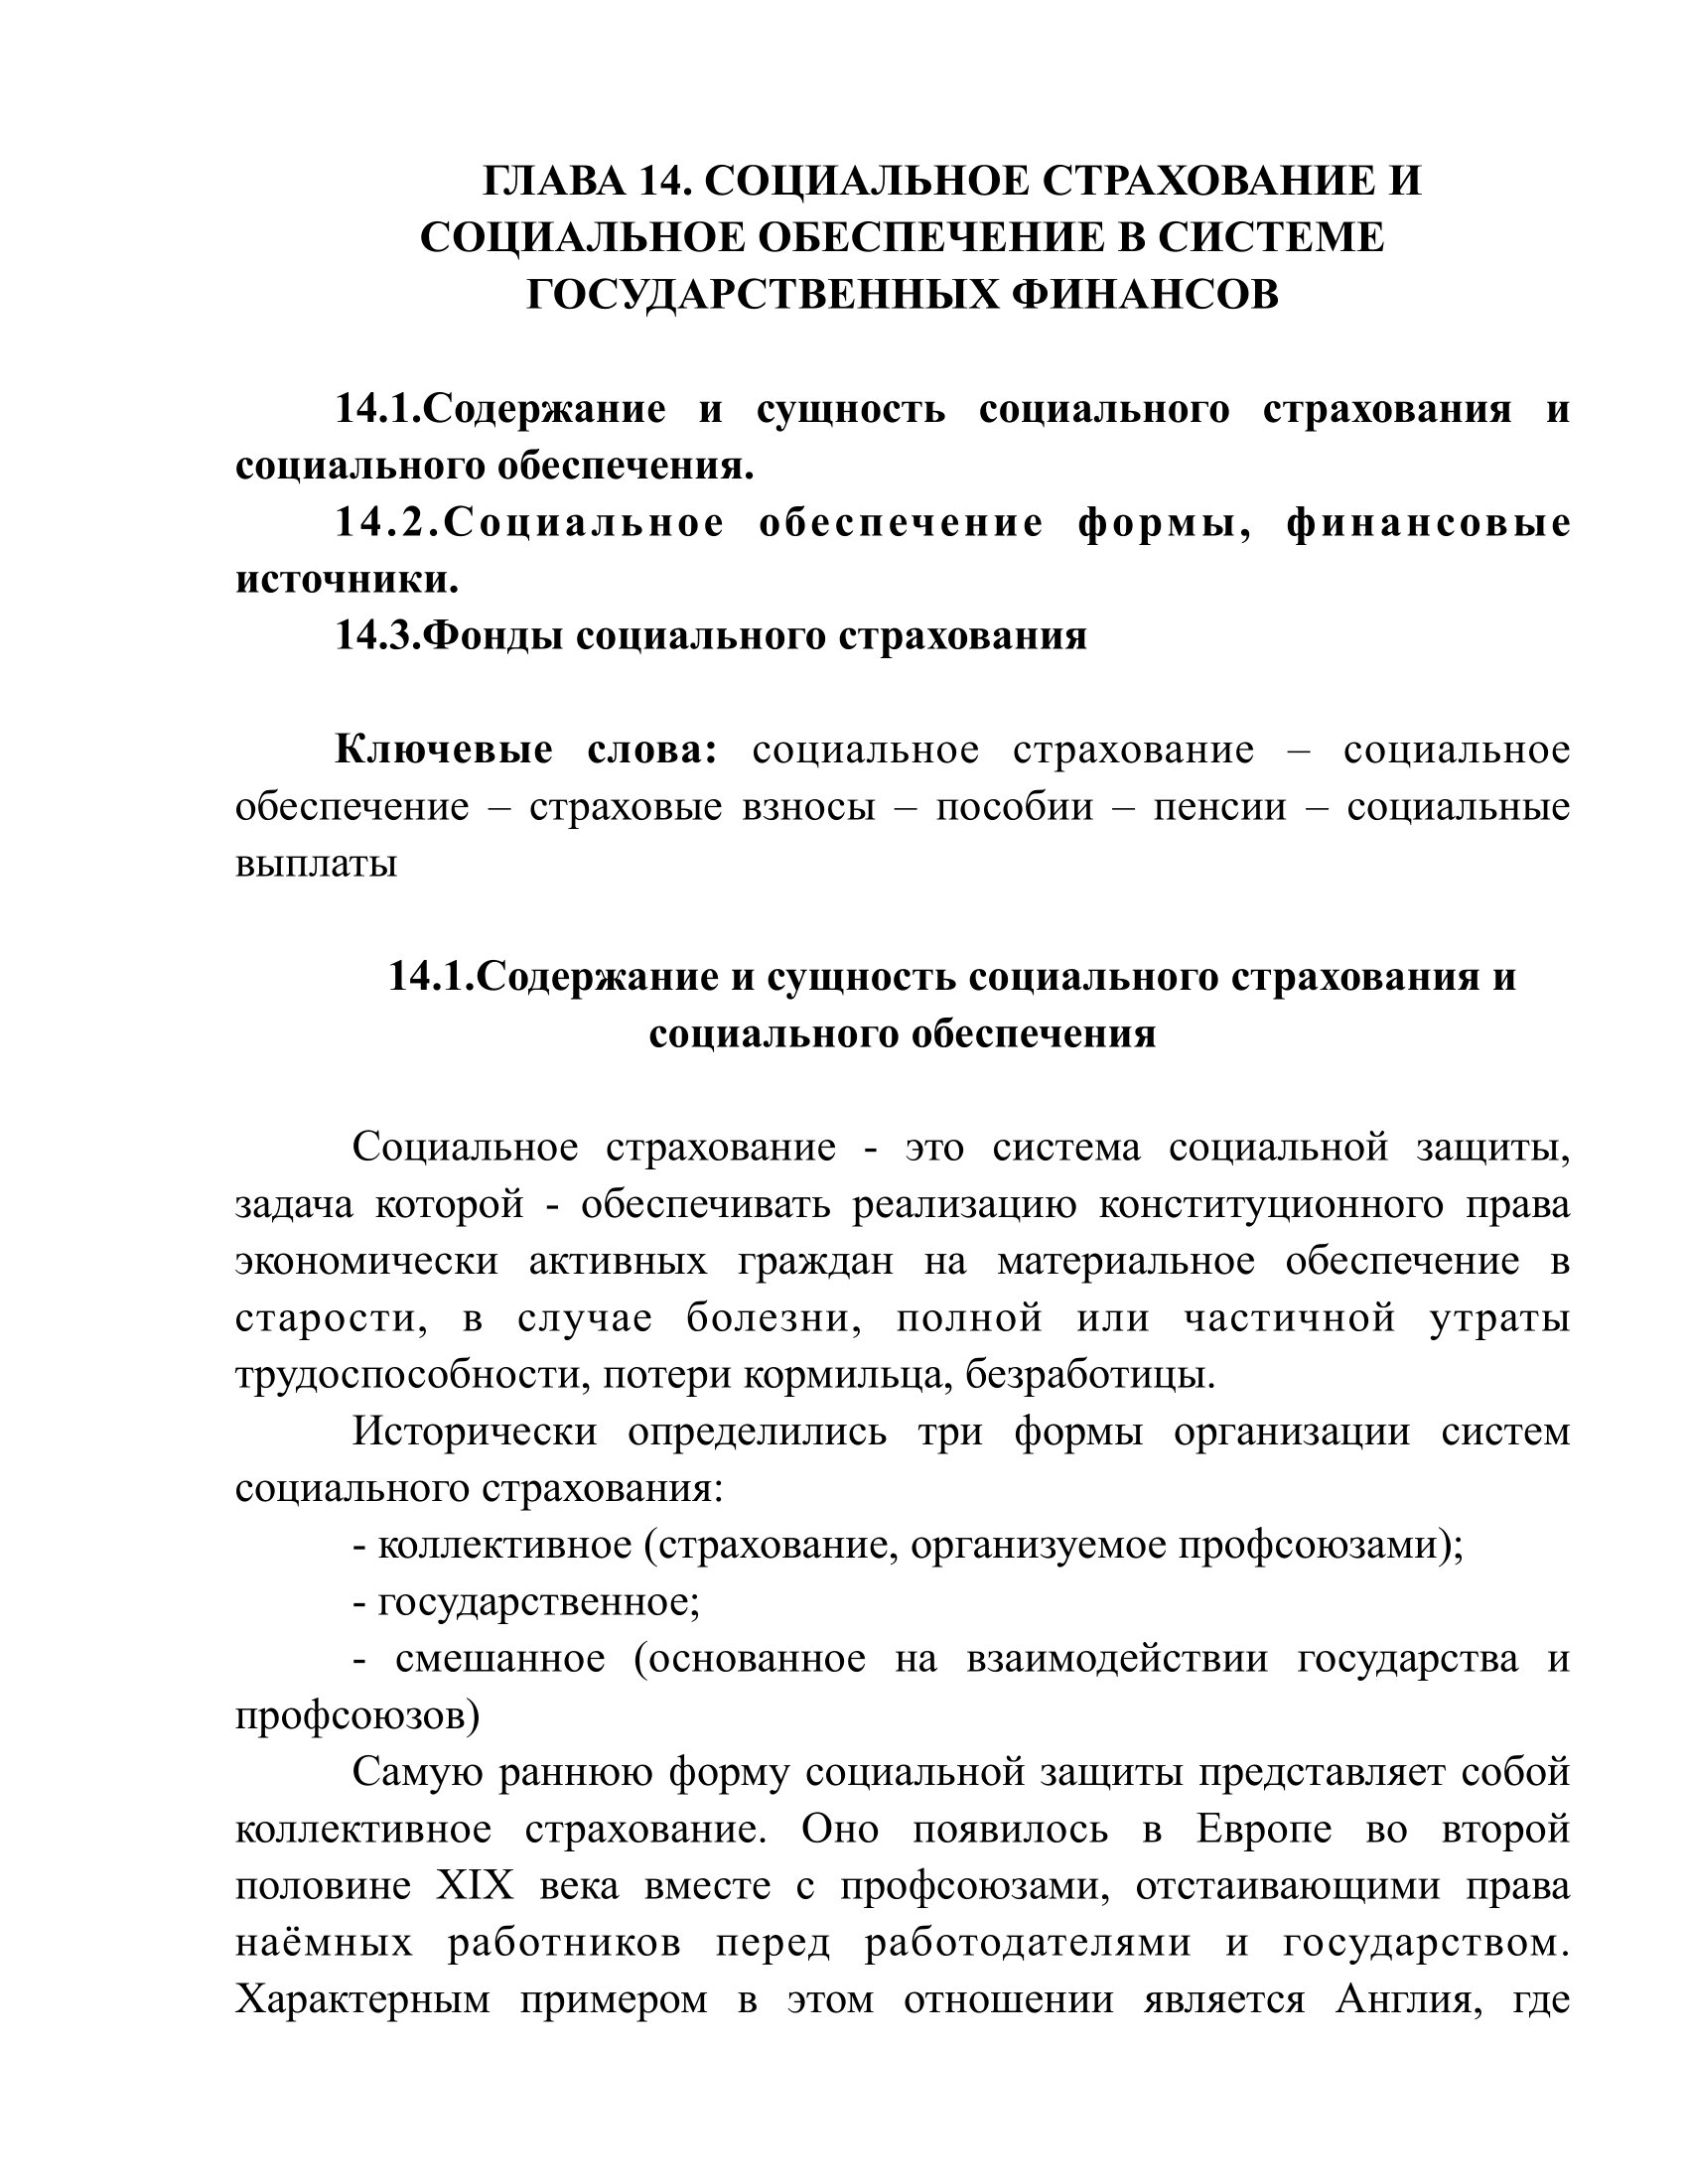 ГЛАВА 14. СОЦИАЛЬНОЕ СТРАХОВАНИЕ И
СОЦИАЛЬНОЕ ОБЕСПЕЧЕНИЕ В СИСТЕМЕ
ГОСУДАРСТВЕННЫХ ФИНАНСОВ
14.1.Содержание и сущность социального страхования и
социального обеспечения.
14.2.Социальное обеспечение формы, финансовые
источники.
14.3.Фонды социального страхования
Ключевые слова: социальное страхование – социальное
обеспечение – страховые взносы – пособии – пенсии – социальные
выплаты
14.1.Содержание и сущность социального страхования и
социального обеспечения
Социальное страхование - это система социальной защиты,
задача которой - обеспечивать реализацию конституционного права
экономически активных граждан на материальное обеспечение в
старости, в случае болезни, полной или частичной утраты
трудоспособности, потери кормильца, безработицы.
Исторически определились три формы организации систем
социального страхования:
- коллективное (страхование, организуемое профсоюзами);
- государственное;
- смешанное (основанное на взаимодействии государства и
профсоюзов)
Самую раннюю форму социальной защиты представляет собой
коллективное страхование. Оно появилось в Европе во второй
половине XIX века вместе с профсоюзами, отстаивающими права
наёмных работников перед работодателями и государством.
Характерным примером в этом отношении является Англия, где